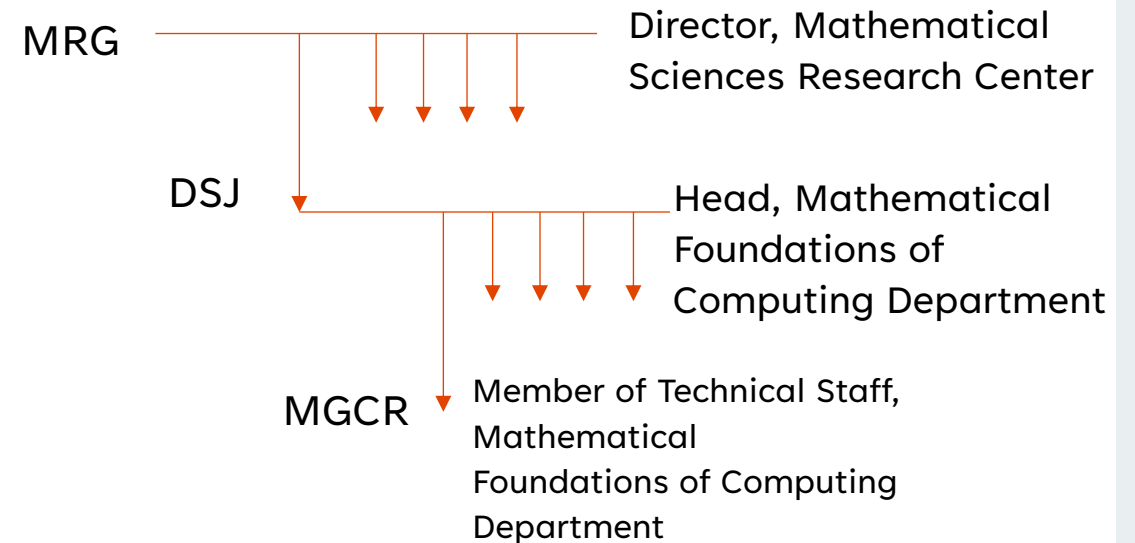 MRG
Director, Mathematical
Sciences Research Center
DSJ
Head, Mathematical
Foundations of
Computing Department
MGCR
Member of Technical Staff,
Mathematical
Foundations of Computing
Department